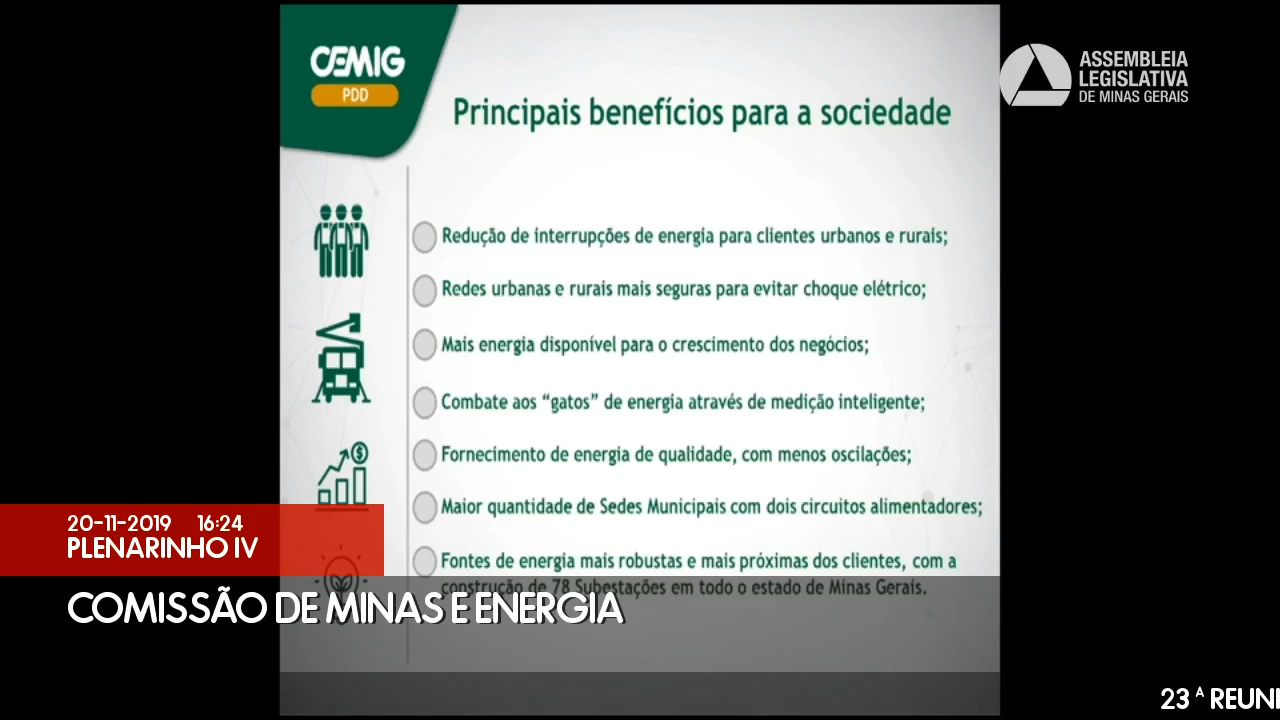 CEMIG
PDD
ASSEMBLEIA
LEGISLATIVA
DE MINAS GERAIS
Principais benefícios para a sociedade
Redução de interrupções de energia para clientes urbanos e rurais;
Redes urbanas e rurais mais seguras para evitar choque elétrico;
Mais energia disponível para o crescimento dos negócios;
Combate aos “gatos” de energia através de medição inteligente;
Fornecimento de energia de qualidade, com menos oscilações;
Maior quantidade de Sedes Municipais com dois circuitos alimentadores;
Fontes de energia mais robustas e mais próximas dos clientes, com a
construção de 78 Subestações em todo o estado de Minas Gerais.
20-11-2019 16:24
PLENARINHO IV
COMISSÃO DE MINAS E ENERGIA
23ª REUNI